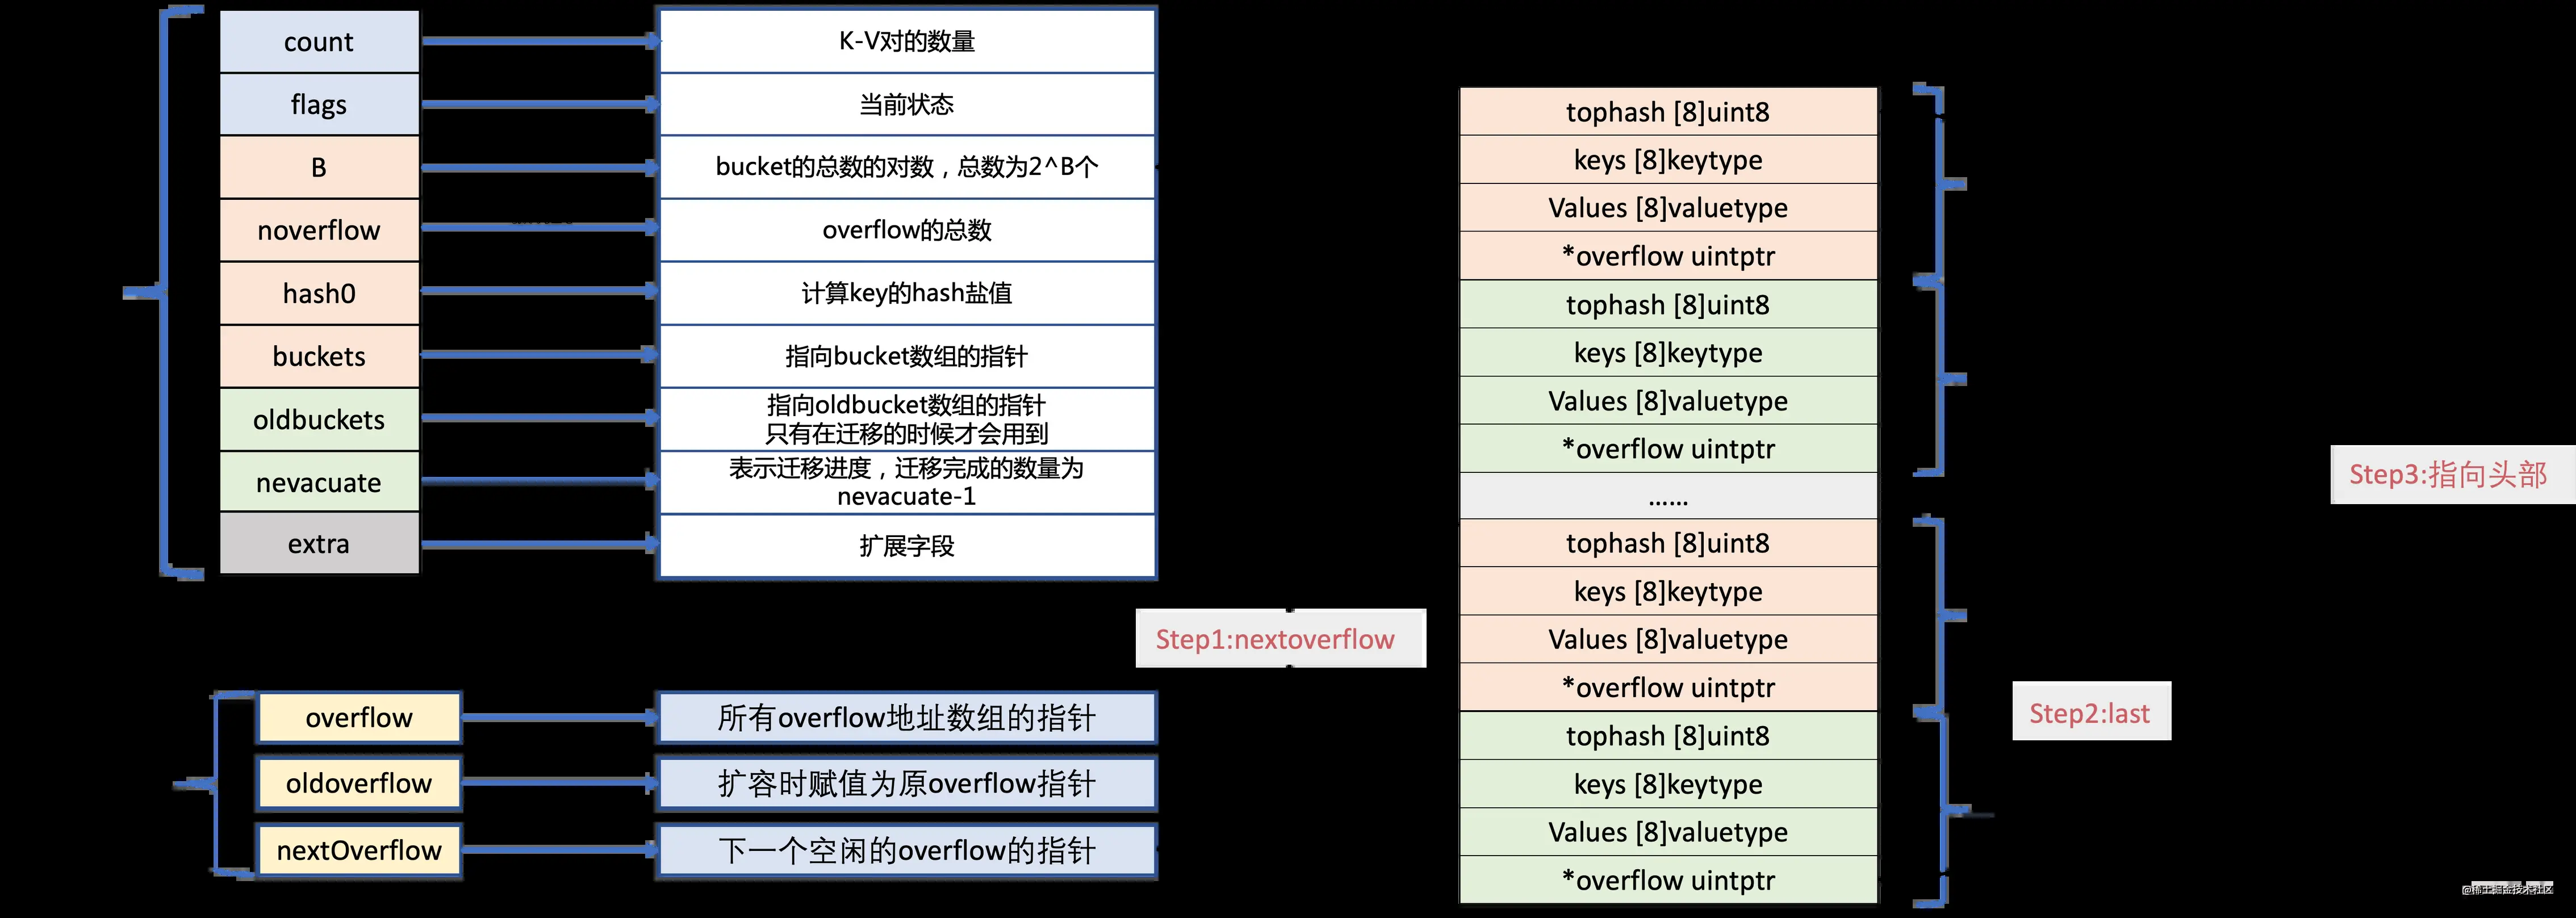 count
K-V对的数量
flags
当前状态
B
bucket的总数的对数，总数为2^B个
noverflow
overflow的总数
hash0
计算key的hash盐值
buckets
指向bucket数组的指针
oldbuckets
指向oldbucket数组的指针
只有在迁移的时候才会用到
nevacuate
表示迁移进度，迁移完成的数量为
nevacuate-1
extra
扩展字段
Step1:nextoverflow
overflow
所有overflow地址数组的指针
oldoverflow
扩容时赋值为原overflow指针
nextOverflow
下一个空闲的overflow的指针
tophash [8]uint8
keys [8]keytype
Values [8]valuetype
*overflow uintptr
tophash [8]uint8
keys [8]keytype
Values [8]valuetype
*overflow uintptr
......
tophash [8]uint8
keys [8]keytype
Values [8]valuetype
*overflow uintptr
tophash [8]uint8
keys [8]keytype
Values [8]valuetype
*overflow uintptr
Step3:指向头部
Step2:last
@稀土掘金技术社区